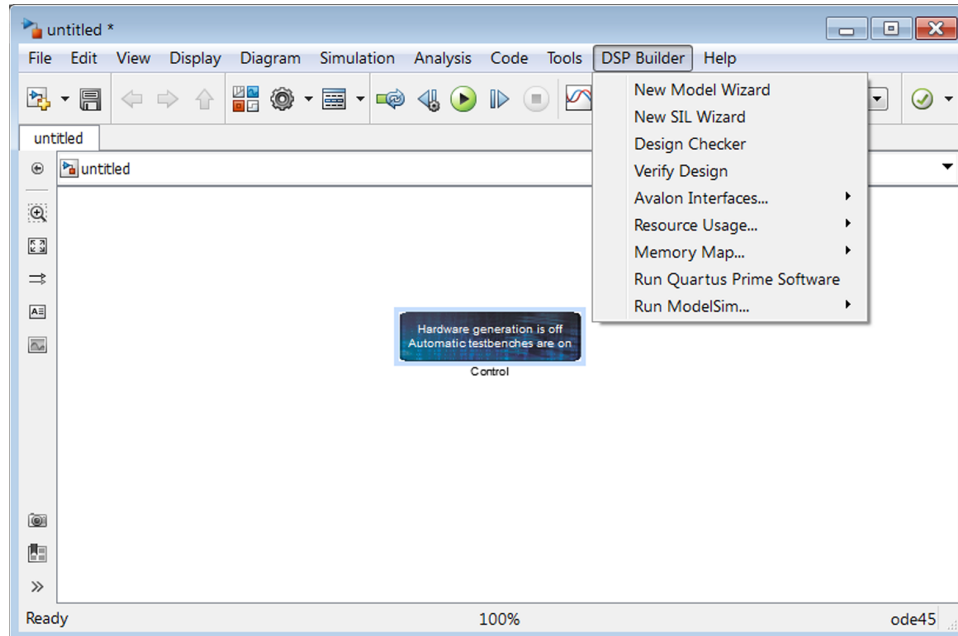 untitled *
File Edit View Display Diagram Simulation Analysis Code Tools DSP Builder Help
New Model Wizard
New SIL Wizard
Design Checker
Verify Design
Avalon Interfaces...
Resource Usage...
Memory Map...
Run Quartus Prime Software
Run ModelSim...
untitled
untitled
Hardware generation is off
Automatic testbenches are on
Control
Ready 100% ode45